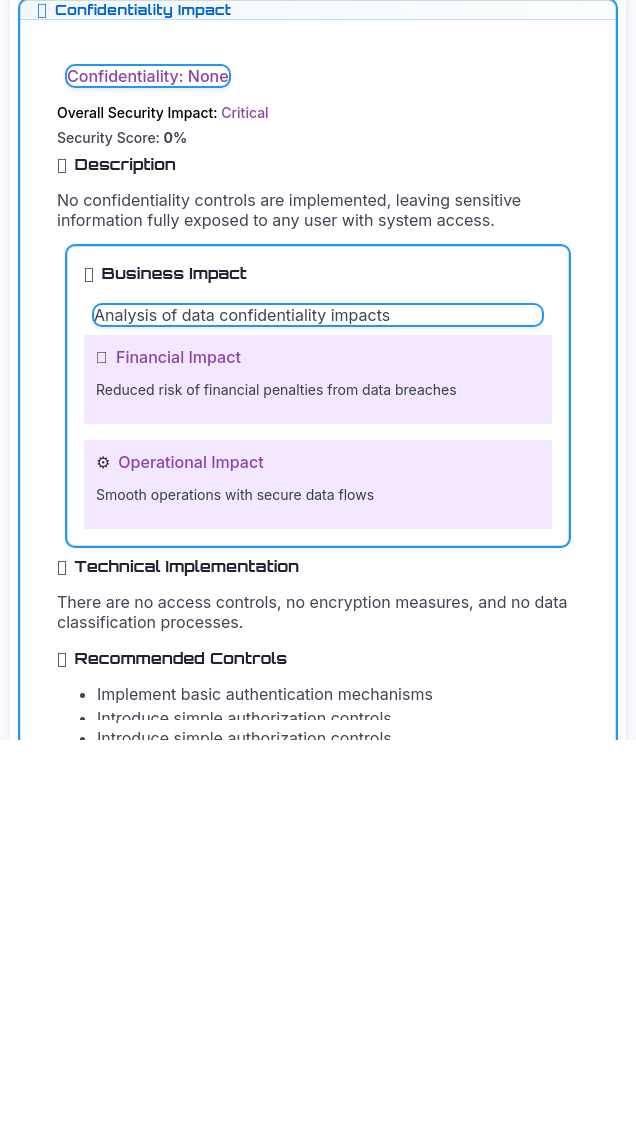 Confidentiality Impact
Confidentiality: None
Overall Security Impact: Critical
Security Score: 0%
Description
No confidentiality controls are implemented, leaving sensitive
information fully exposed to any user with system access.
Business Impact
Analysis of data confidentiality impacts
Financial Impact
Reduced risk of financial penalties from data breaches
⚙ Operational Impact
Smooth operations with secure data flows
Technical Implementation
There are no access controls, no encryption measures, and no data
classification processes.
Recommended Controls
• Implement basic authentication mechanisms
• Introduce simple authorization controls
• Introduce simple authorization controls